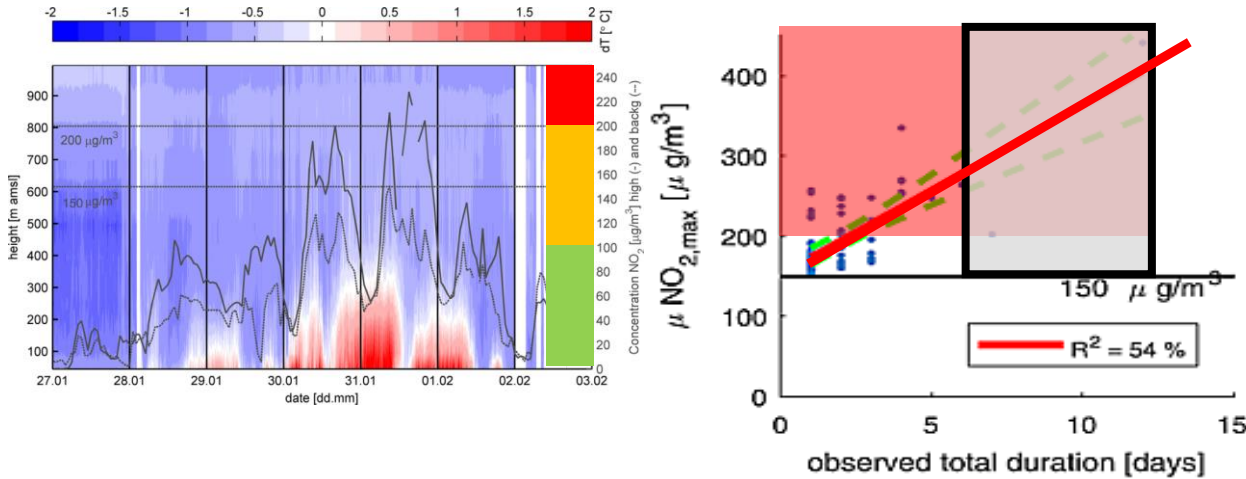 -2 -1.5 -1 -0.5 0 0.5 1 1.5 2
dT [° C]
900
800
700
600
500
400
300
200
100
height [m amsl]
200 µg/m³
150 µg/m³
27.01 28.01 29.01 30.01 31.01 01.02 02.02 03.02
date [dd.mm]
240
220
200
180
160
140
120
100
80
60
40
20
0
Concentration NO₂ [µg/m³] high (-) and backg (--)
400
300
200
100
0
µ NO₂,max [µ g/m³]
150 µ g/m³
R² = 54 %
0 5 10 15
observed total duration [days]